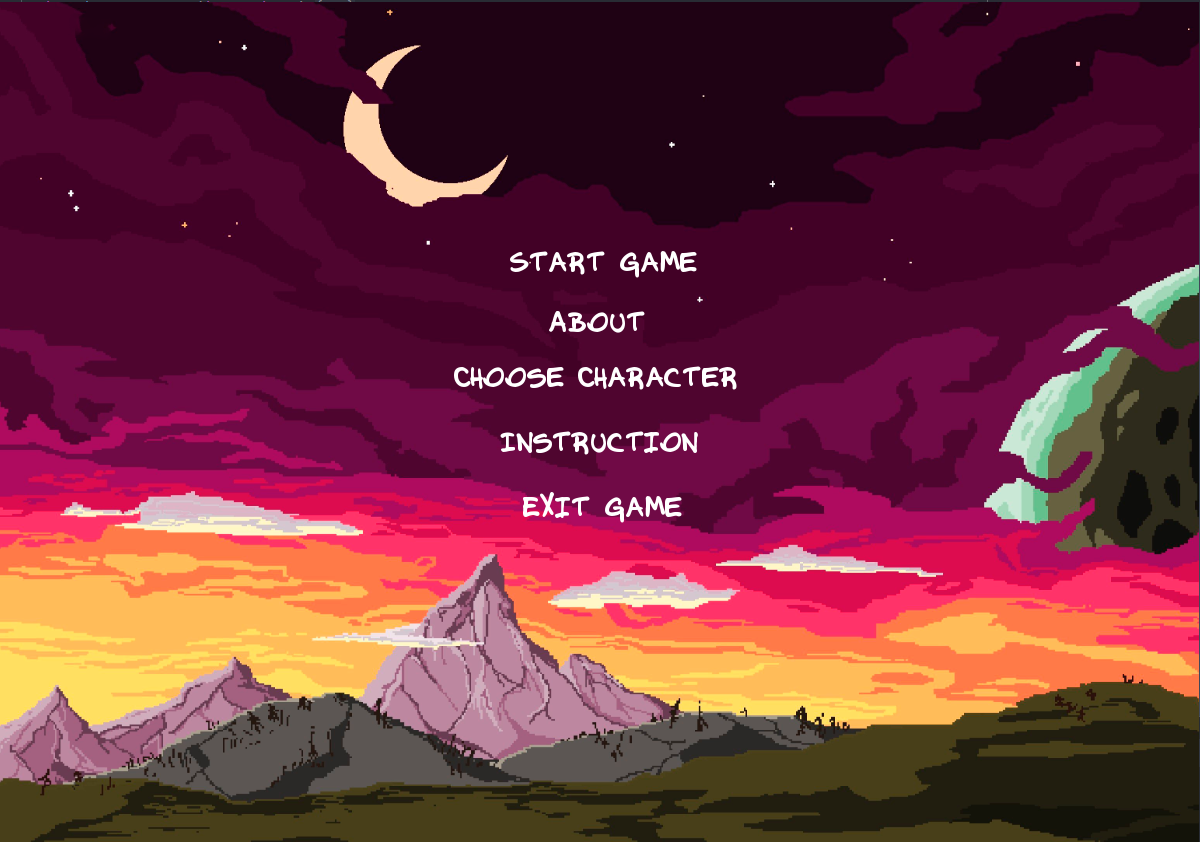 START GAME
ABOUT
CHOOSE CHARACTER
INSTRUCTION
EXIT GAME